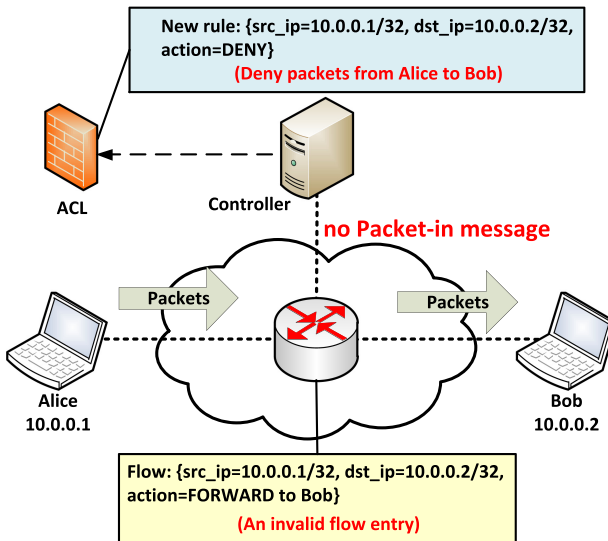 New rule: {src_ip=10.0.0.1/32, dst_ip=10.0.0.2/32,
action=DENY}
(Deny packets from Alice to Bob)
ACL
Controller
no Packet-in message
Packets
Packets
Alice
10.0.0.1
Bob
10.0.0.2
Flow: {src_ip=10.0.0.1/32, dst_ip=10.0.0.2/32,
action=FORWARD to Bob}
(An invalid flow entry)